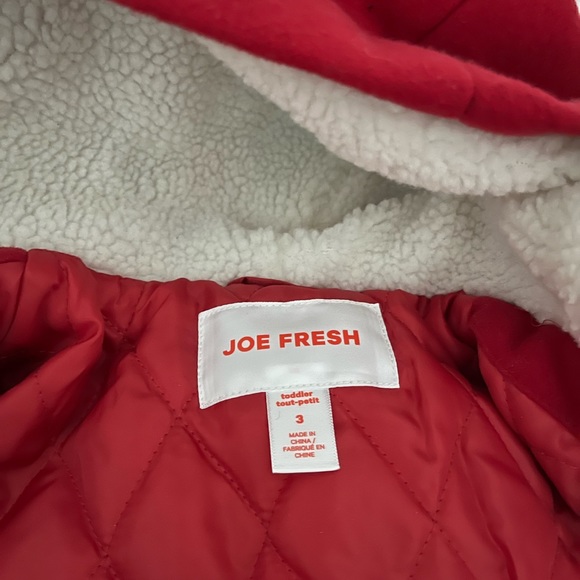 JOE FRESH
toddler
tout-petit
3
MADE IN
CHINA /
FABRIQUÉ EN
CHINE